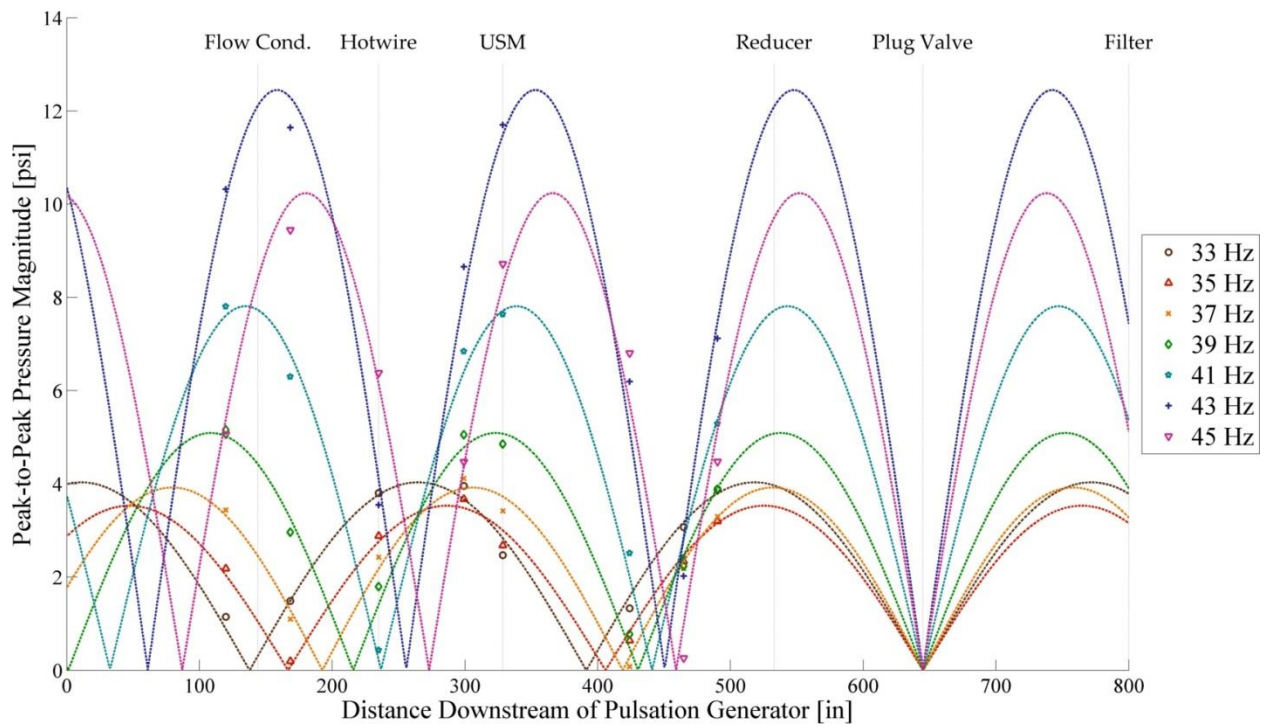 14
12
10
8
6
4
2
0
Peak-to-Peak Pressure Magnitude [psi]
Flow Cond. Hotwire USM Reducer Plug Valve Filter
33 Hz
35 Hz
37 Hz
39 Hz
41 Hz
43 Hz
45 Hz
0 100 200 300 400 500 600 700 800
Distance Downstream of Pulsation Generator [in]